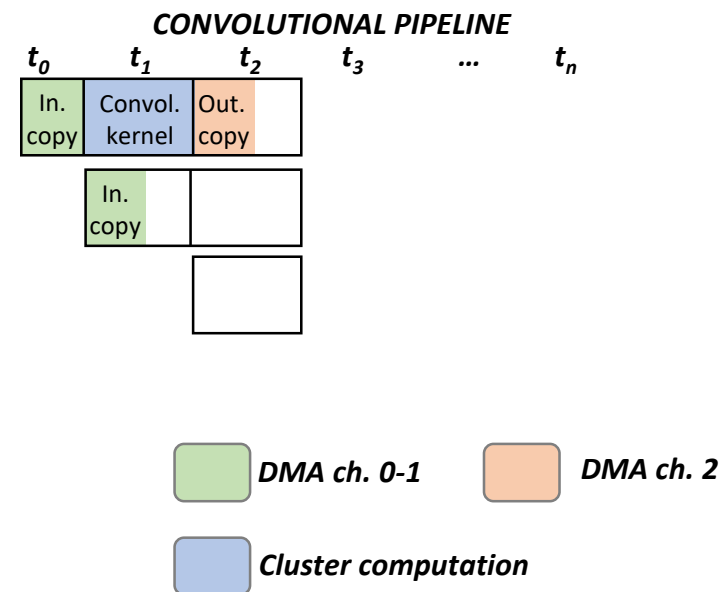 CONVOLUTIONAL PIPELINE
t0 t1 t2 t3 ... tn
In. Convol. Out.
copy kernel copy
In.
copy
DMA ch. 0-1 DMA ch. 2
Cluster computation